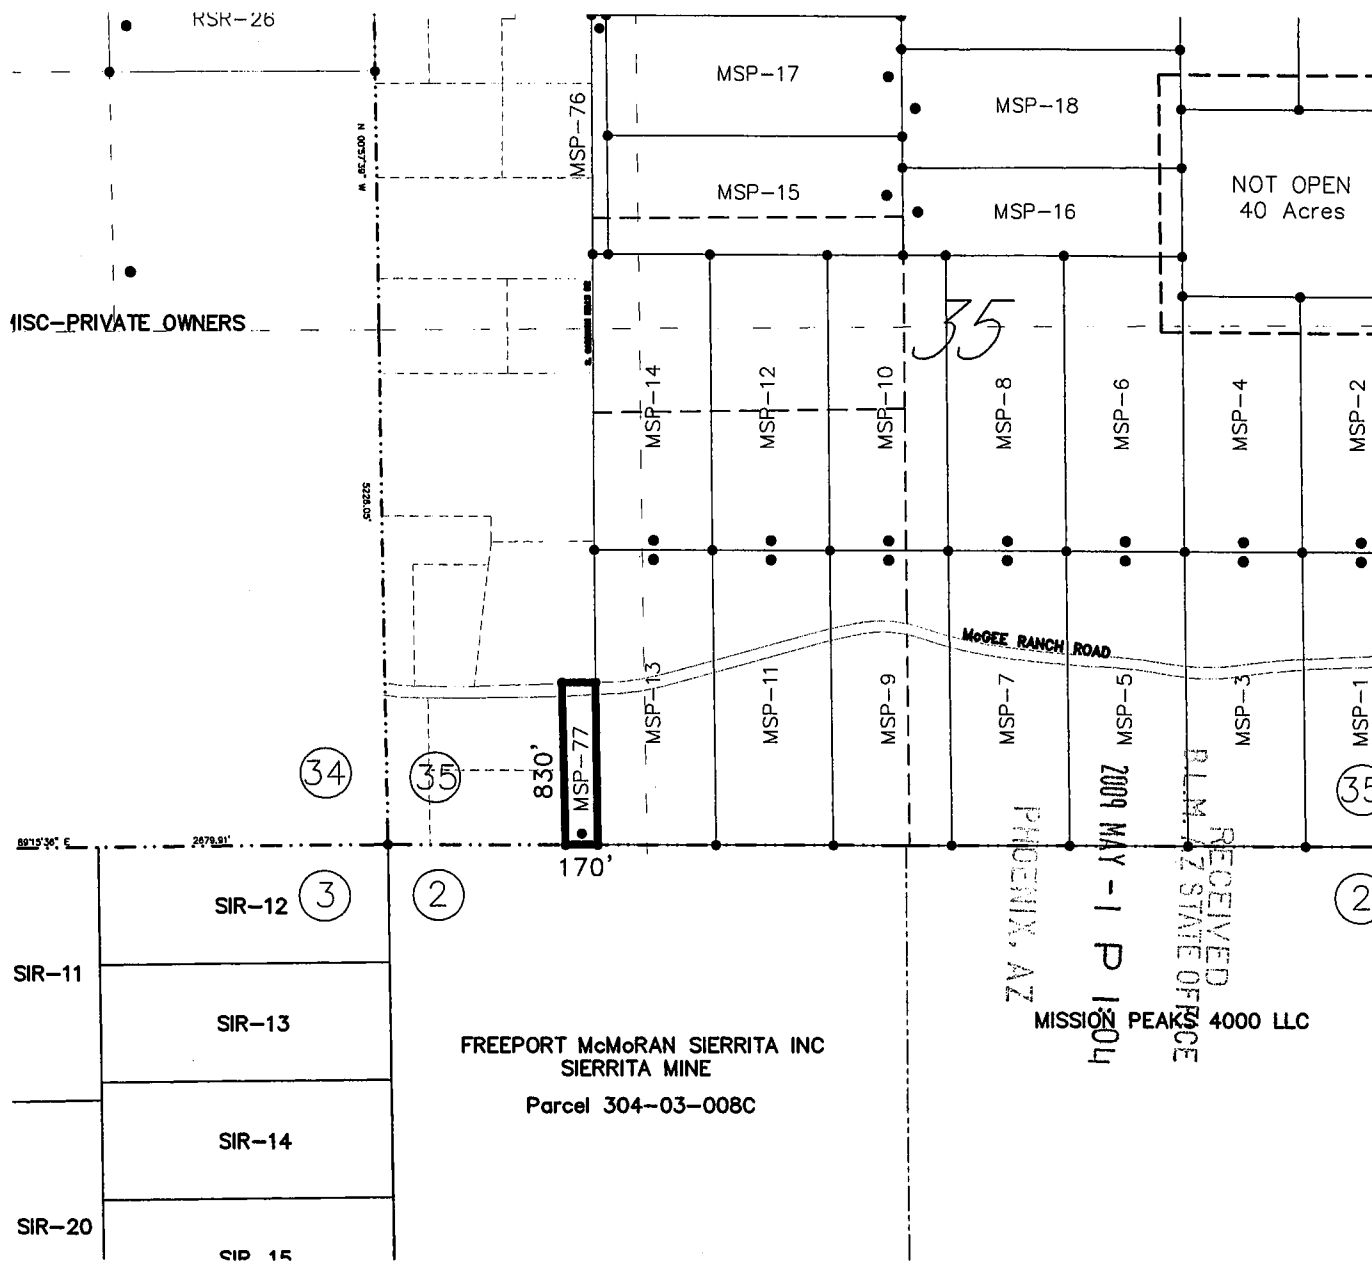 RSR-26
MSP-17
MSP-18
MSP-76
N 00°57'39" W
MSP-15
MSP-16
NOT OPEN
40 Acres
MISC-PRIVATE OWNERS
35
MSP-14
MSP-12
MSP-10
MSP-8
MSP-6
MSP-4
MSP-2
5228.05'
McGEE RANCH ROAD
MSP-13
MSP-11
MSP-9
MSP-7
MSP-5
MSP-3
MSP-1
34
35
830'
MSP-77
35
89°15'36" E
2679.91'
170'
3
2
2
SIR-12
SIR-11
SIR-13
SIR-14
SIR-20
SIR-15
FREEPORT McMoRAN SIERRITA INC
SIERRITA MINE
Parcel 304-03-008C
RECEIVED
B.L.M. AZ STATE OFFICE
2009 MAY -1 P 1:04
PHOENIX, AZ
MISSION PEAKS 4000 LLC